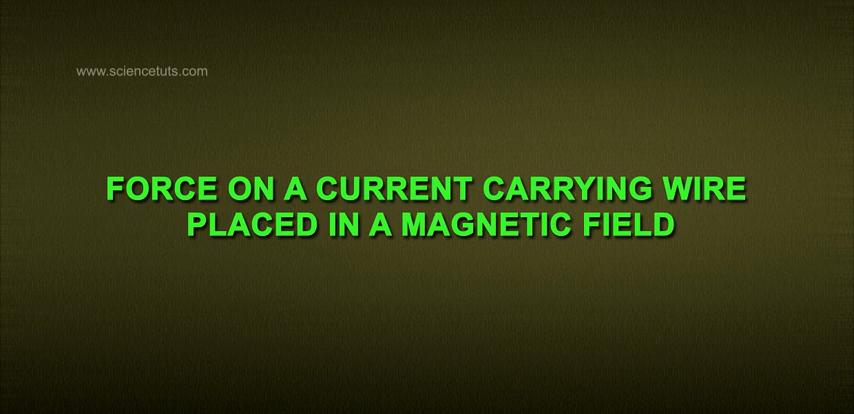 www.sciencetuts.com
FORCE ON A CURRENT CARRYING WIRE
PLACED IN A MAGNETIC FIELD